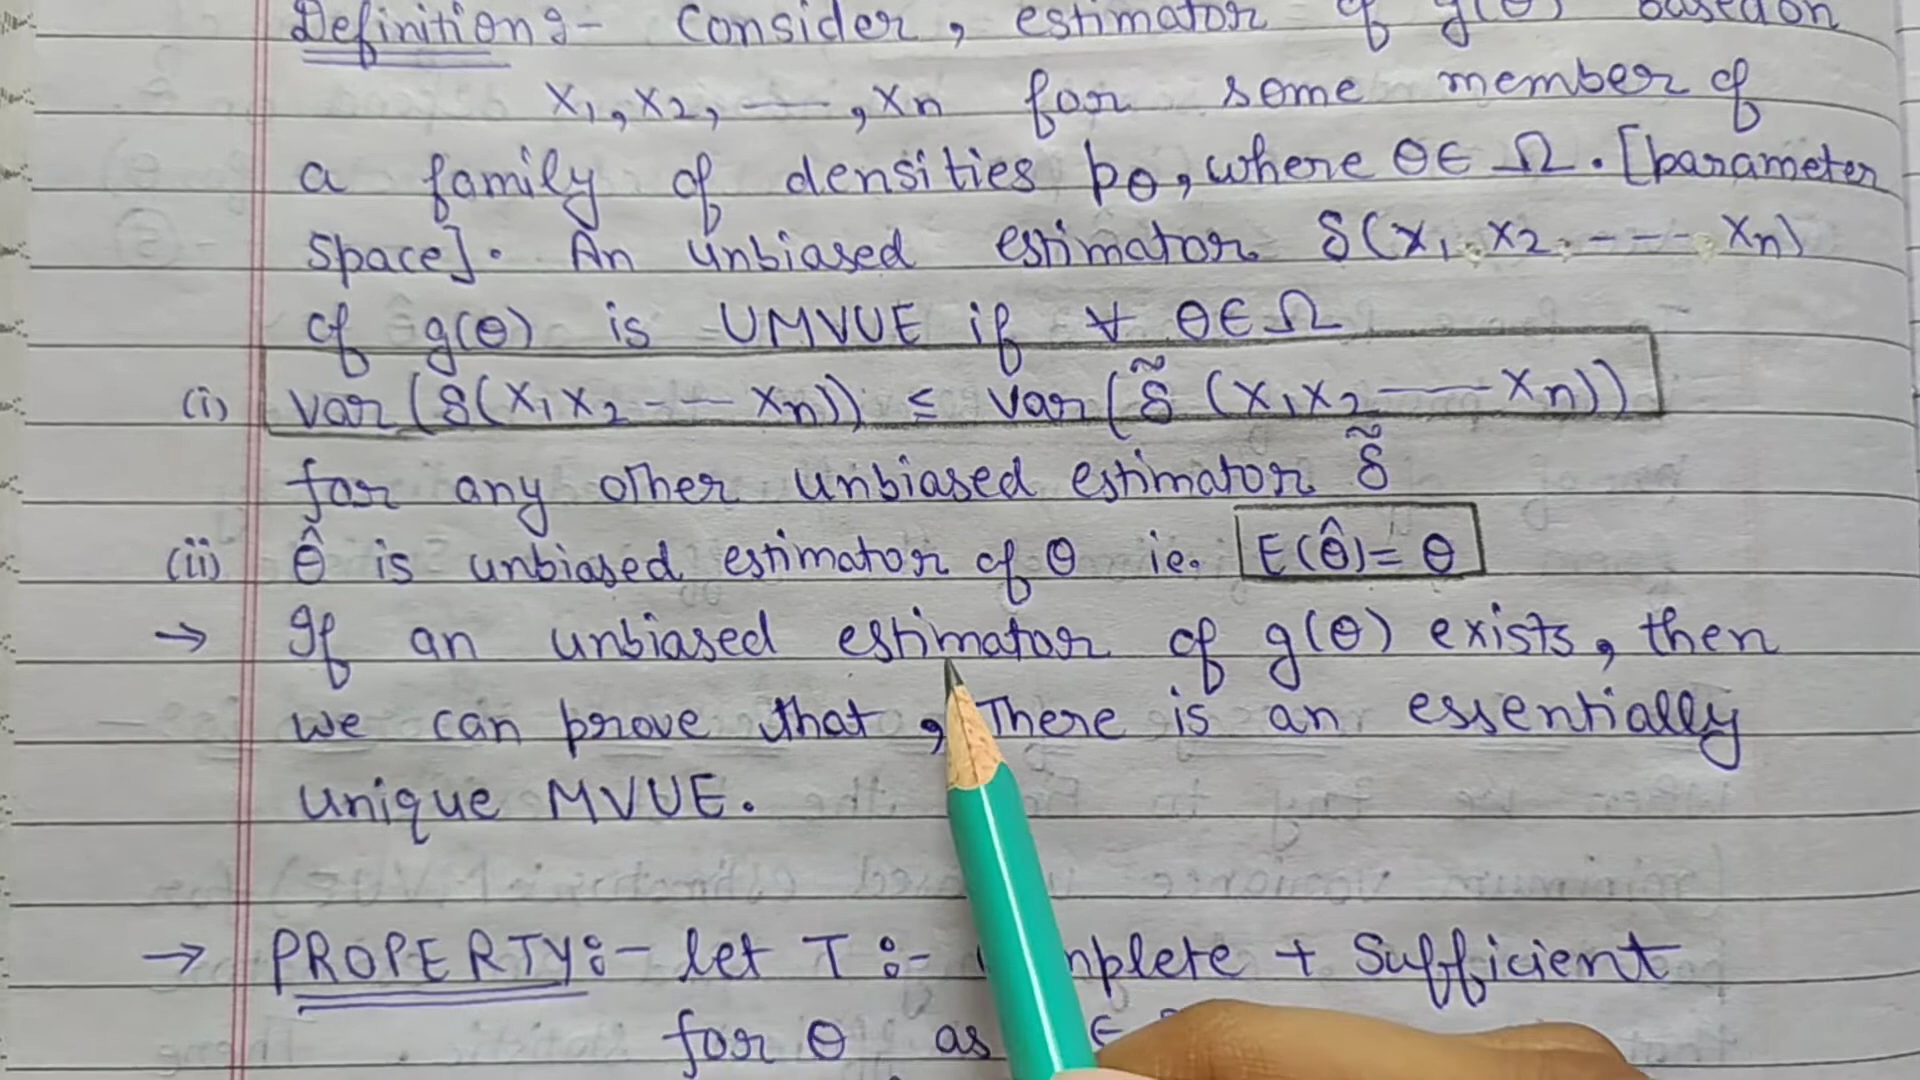 Definition:- Consider, estimator of g(θ) based on
x₁, x₂, —, xn for some member of
a family of densities pθ, where θ∈ Ω. [parameter
space]. An unbiased estimator δ(x₁, x₂, ---, xn)
of g(θ) is UMVUE if ∀ θ∈Ω
(i) var(δ(x₁x₂--- xn)) ≤ var(δ̃ (x₁x₂—xn))
for any other unbiased estimator δ̃
(ii) θ̂ is unbiased estimator of θ ie. E(θ̂)= θ
→ If an unbiased estimator of g(θ) exists, then
we can prove that, There is an essentially
unique MVUE.
→ PROPERTY:- let T :- + Sufficient
for θ as